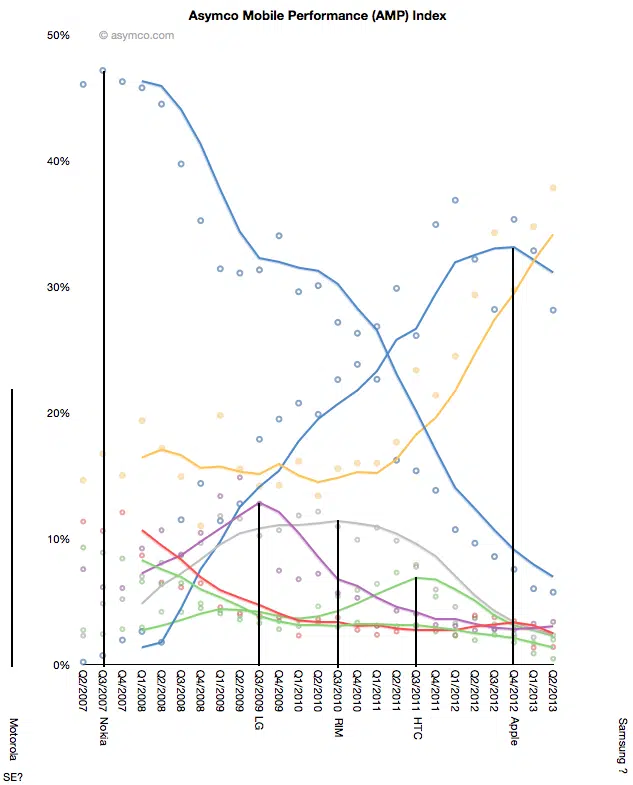 Asymco Mobile Performance (AMP) Index
50%
© asymco.com
40%
30%
20%
10%
0%
Q2/2007
Q3/2007 Nokia
Q4/2007
Q1/2008
Q2/2008
Q3/2008
Q4/2008
Q1/2009
Q2/2009
Q3/2009 LG
Q4/2009
Q1/2010
Q2/2010
Q3/2010 RIM
Q4/2010
Q1/2011
Q2/2011
Q3/2011 HTC
Q4/2011
Q1/2012
Q2/2012
Q3/2012
Q4/2012 Apple
Q1/2013
Q2/2013
Motorola
SE?
Samsung ?